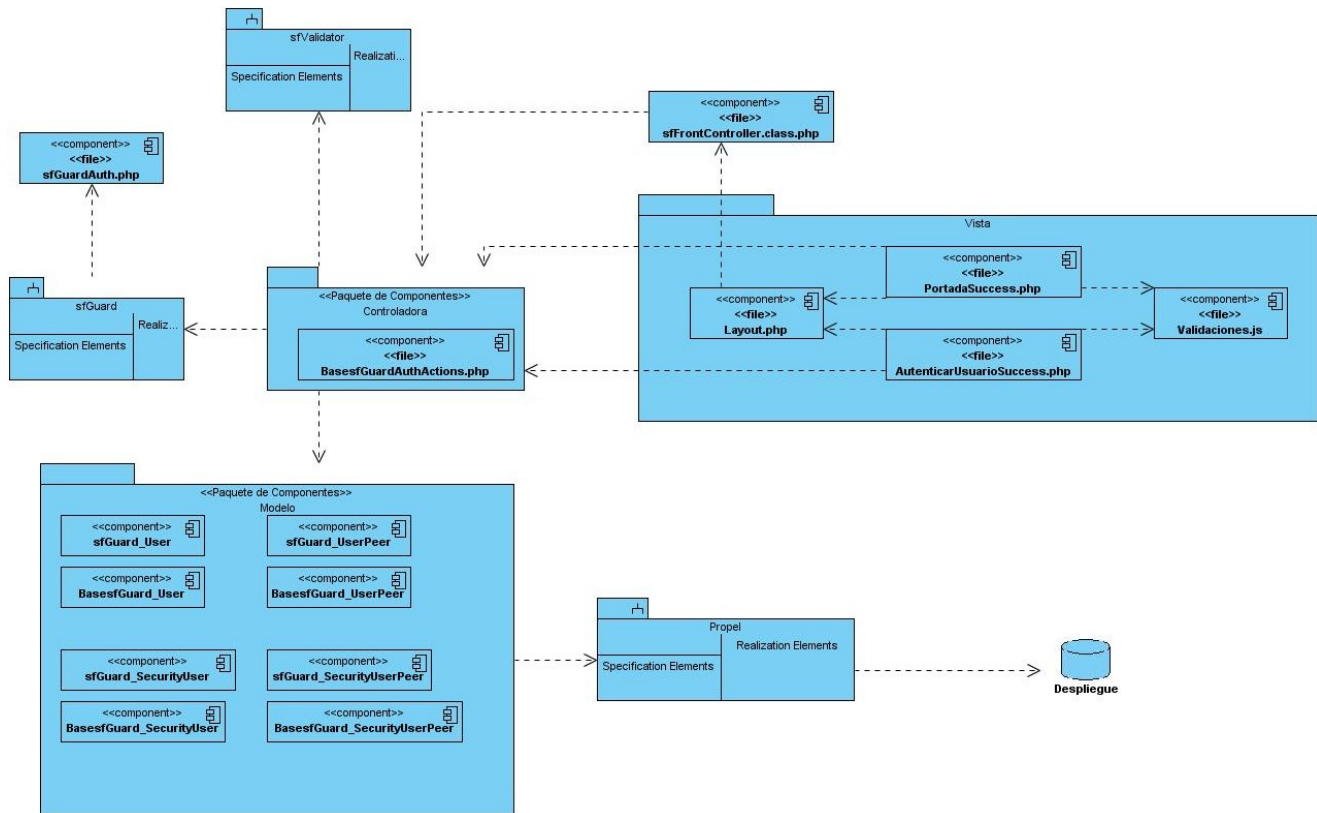 sfValidator
Realizati...
Specification Elements
<<component>>
<<file>>
sfFrontController.class.php
<<component>>
<<file>>
sfGuardAuth.php
Vista
<<component>>
<<file>>
PortadaSuccess.php
<<component>>
<<file>>
Layout.php
<<component>>
<<file>>
Validaciones.js
<<component>>
<<file>>
AutenticarUsuarioSuccess.php
sfGuard
Realiz...
Specification Elements
<<Paquete de Componentes>>
Controladora
<<component>>
<<file>>
BasesfGuardAuthActions.php
<<Paquete de Componentes>>
Modelo
<<component>>
sfGuard_User
<<component>>
sfGuard_UserPeer
<<component>>
BasesfGuard_User
<<component>>
BasesfGuard_UserPeer
<<component>>
sfGuard_SecurityUser
<<component>>
sfGuard_SecurityUserPeer
<<component>>
BasesfGuard_SecurityUser
<<component>>
BasesfGuard_SecurityUserPeer
Propel
Realization Elements
Specification Elements
Despliegue